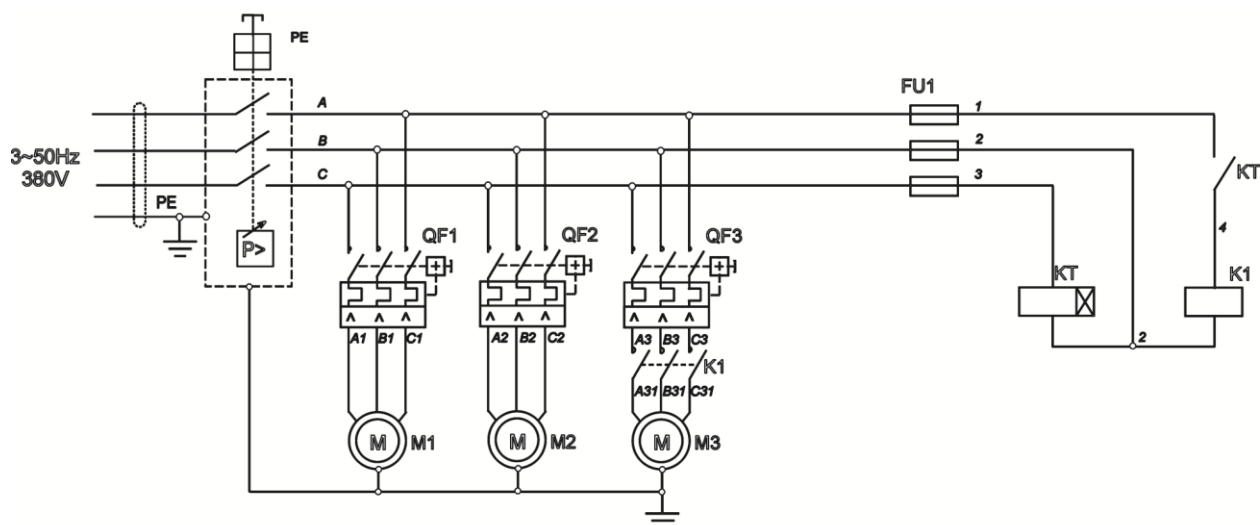 PE
FU1
A
1
B
2
3~50Hz
380V
C
3
KT
PE
4
P>
QF1
QF2
QF3
KT
K1
A1 B1 C1
A2 B2 C2
A3 B3 C3
2
K1
A31 B31 C31
M M1
M M2
M M3